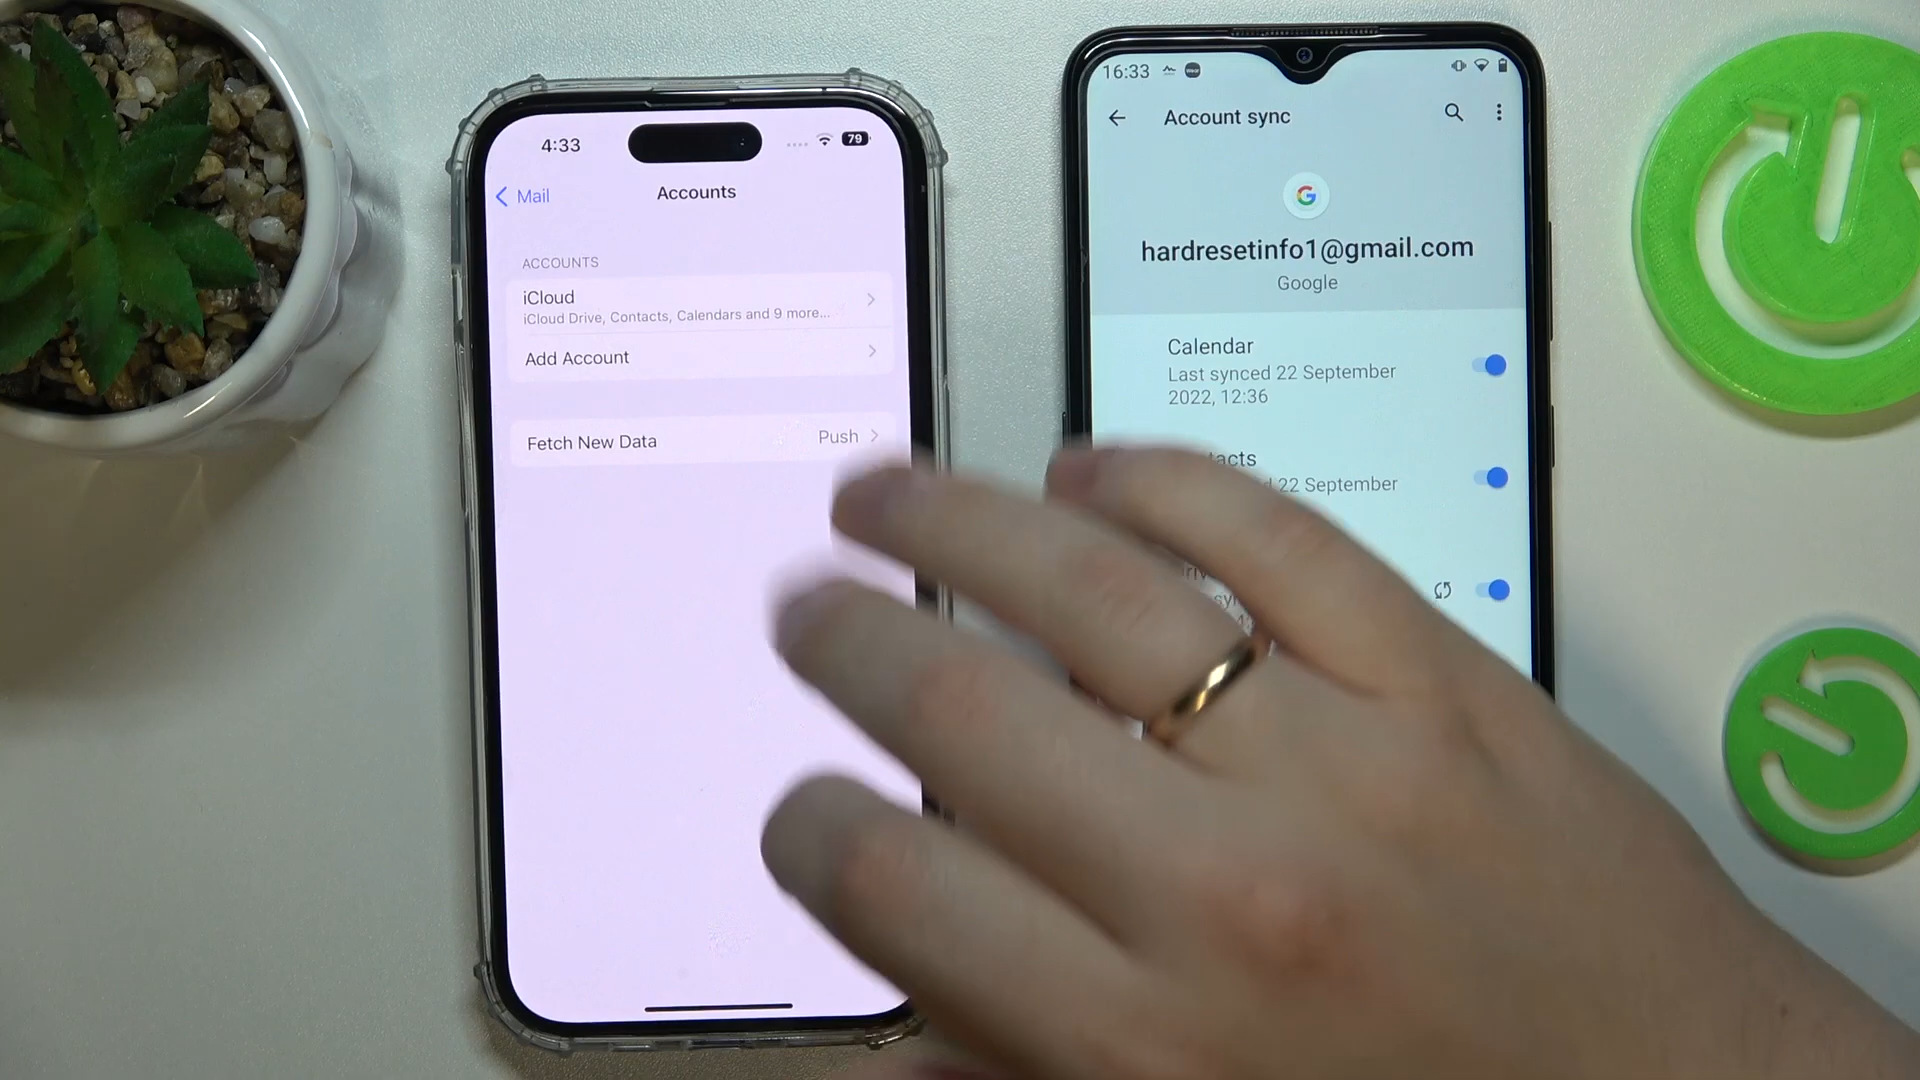 4:33
79
Mail
Accounts
ACCOUNTS
iCloud
iCloud Drive, Contacts, Calendars and 9 more...
Add Account
Fetch New Data
Push
16:33
Account sync
G
hardresetinfo1@gmail.com
Google
Calendar
Last synced 22 September
2022, 12:36
22 September